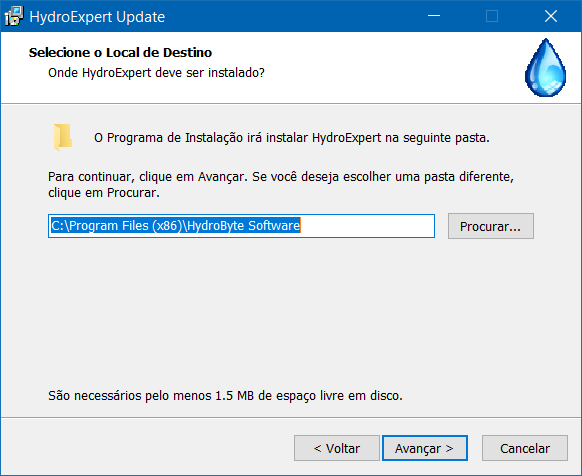 HydroExpert Update
Selecione o Local de Destino
Onde HydroExpert deve ser instalado?
O Programa de Instalação irá instalar HydroExpert na seguinte pasta.
Para continuar, clique em Avançar. Se você deseja escolher uma pasta diferente,
clique em Procurar.
C:\Program Files (x86)\HydroByte Software
Procurar...
São necessários pelo menos 1.5 MB de espaço livre em disco.
< Voltar
Avançar >
Cancelar